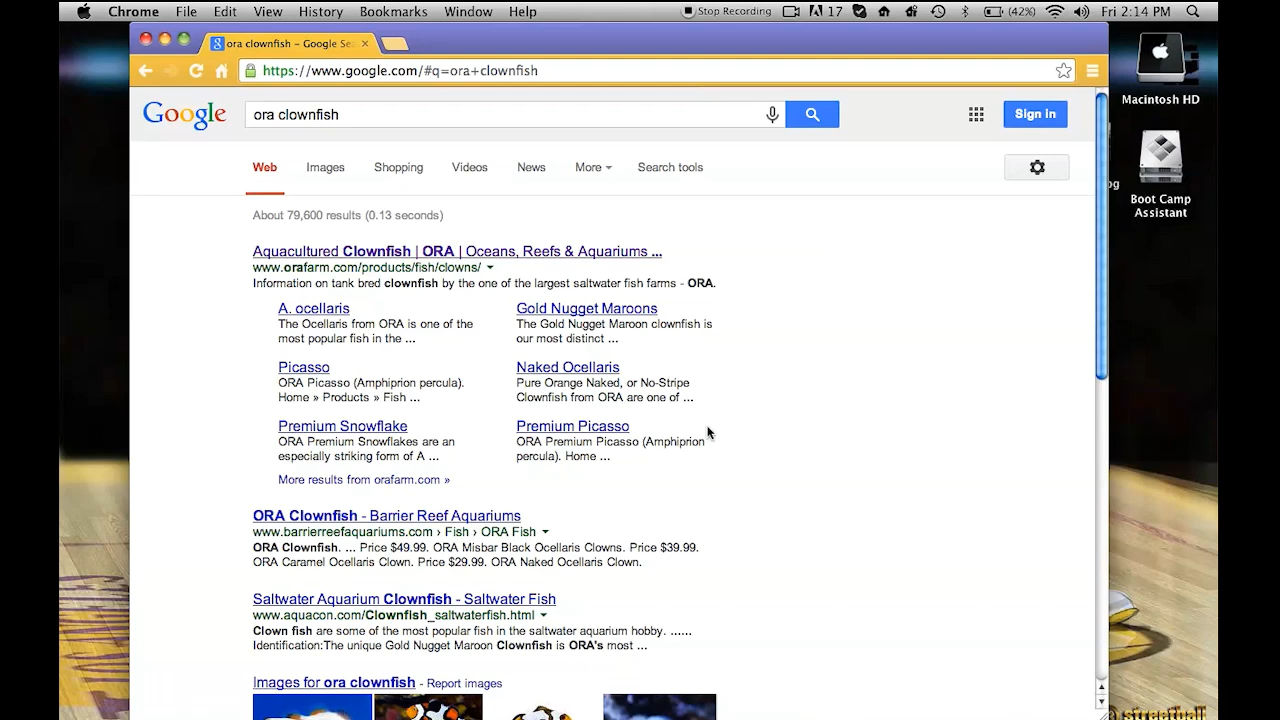 Chrome File Edit View History Bookmarks Window Help Stop Recording 17 (42%) Fri 2:14 PM
ora clownfish - Google Se
https://www.google.com/#q=ora+clownfish
Macintosh HD
Google ora clownfish Sign in
Web Images Shopping Videos News More Search tools
og
Boot Camp
Assistant
About 79,600 results (0.13 seconds)
Aquacultured Clownfish | ORA | Oceans, Reefs & Aquariums ...
www.orafarm.com/products/fish/clowns/
Information on tank bred clownfish by the one of the largest saltwater fish farms - ORA.
A. ocellaris
The Ocellaris from ORA is one of the
most popular fish in the ...
Gold Nugget Maroons
The Gold Nugget Maroon clownfish is
our most distinct ...
Picasso
ORA Picasso (Amphiprion percula).
Home » Products » Fish ...
Naked Ocellaris
Pure Orange Naked, or No-Stripe
Clownfish from ORA are one of ...
Premium Snowflake
ORA Premium Snowflakes are an
especially striking form of A ...
Premium Picasso
ORA Premium Picasso (Amphiprion
percula). Home ...
More results from orafarm.com »
ORA Clownfish - Barrier Reef Aquariums
www.barrierreefaquariums.com › Fish › ORA Fish
ORA Clownfish. ... Price $49.99. ORA Misbar Black Ocellaris Clowns. Price $39.99.
ORA Caramel Ocellaris Clown. Price $29.99. ORA Naked Ocellaris Clown.
Saltwater Aquarium Clownfish - Saltwater Fish
www.aquacon.com/Clownfish_saltwaterfish.html
Clown fish are some of the most popular fish in the saltwater aquarium hobby. ......
Identification:The unique Gold Nugget Maroon Clownfish is ORA's most ...
Images for ora clownfish - Report images
streetball